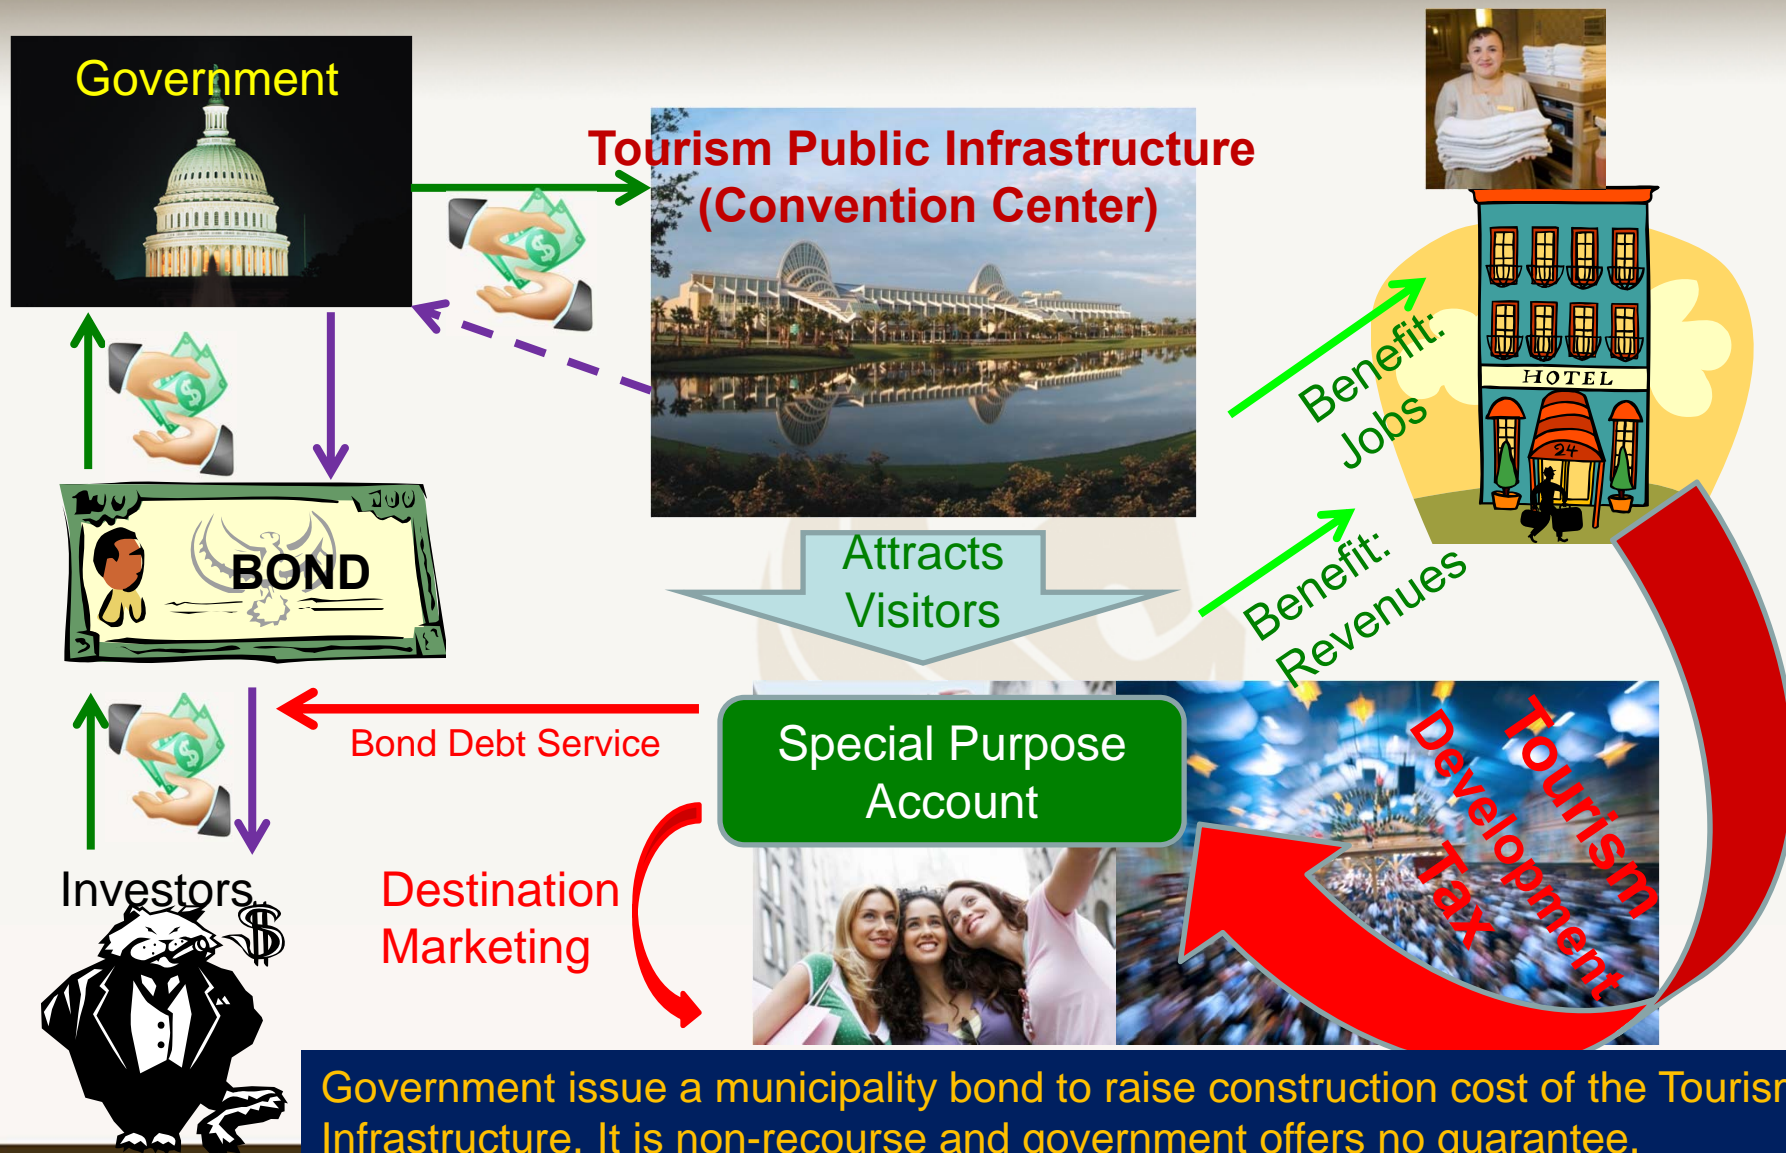 Government
Tourism Public Infrastructure
(Convention Center)
HOTEL
24
Benefit:
Jobs
BOND
Attracts
Visitors
Benefit:
Revenues
Bond Debt Service
Special Purpose
Account
Tourism
Development
Tax
Investors
$
Destination
Marketing
Government issue a municipality bond to raise construction cost of the
Infrastructure. It is non-recourse and government offers no guarantee.